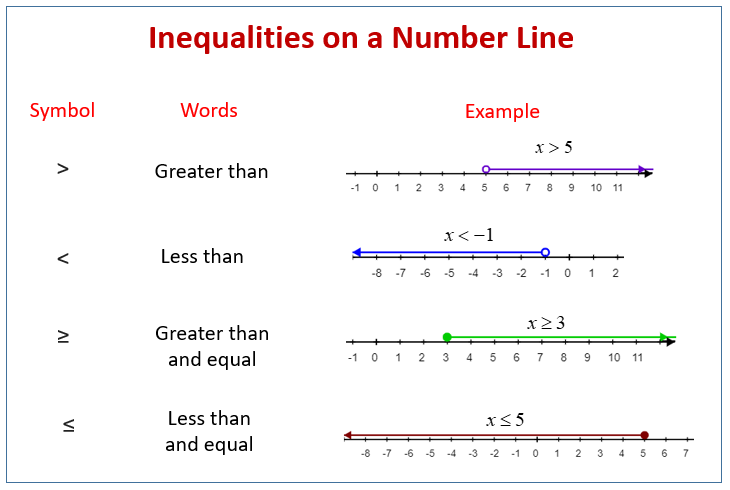 Inequalities on a Number Line
Symbol Words Example
x > 5
> Greater than
-1 0 1 2 3 4 5 6 7 8 9 10 11
x < −1
< Less than
-8 -7 -6 -5 -4 -3 -2 -1 0 1 2
x ≥ 3
≥ Greater than
and equal
-1 0 1 2 3 4 5 6 7 8 9 10 11
x ≤ 5
≤ Less than
and equal
-8 -7 -6 -5 -4 -3 -2 -1 0 1 2 3 4 5 6 7